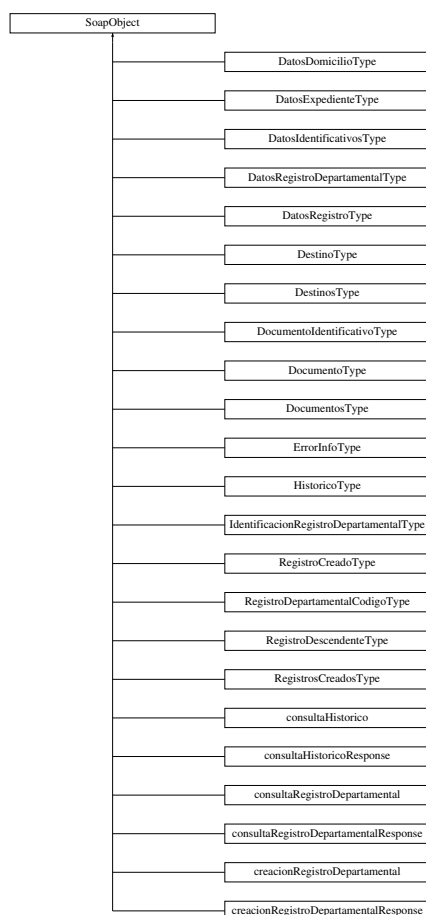 SoapObject
DatosDomicilioType
DatosExpedienteType
DatosIdentificativosType
DatosRegistroDepartamentalType
DatosRegistroType
DestinoType
DestinosType
DocumentoIdentificativoType
DocumentoType
DocumentosType
ErrorInfoType
HistoricoType
IdentificacionRegistroDepartamentalType
RegistroCreadoType
RegistroDepartamentalCodigoType
RegistroDescendenteType
RegistrosCreadosType
consultaHistorico
consultaHistoricoResponse
consultaRegistroDepartamental
consultaRegistroDepartamentalResponse
creacionRegistroDepartamental
creacionRegistroDepartamentalResponse